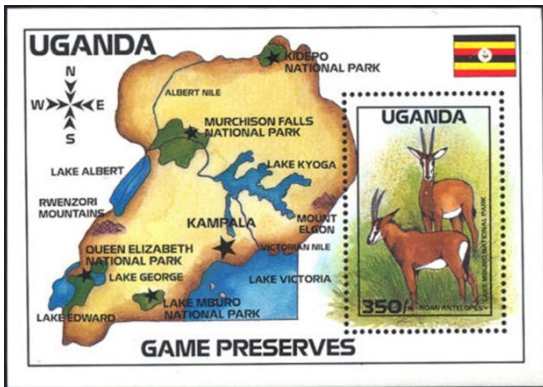 UGANDA
N
W E
S
KIDEPO
NATIONAL PARK
ALBERT NILE
MURCHISON FALLS
NATIONAL PARK
LAKE ALBERT
LAKE KYOGA
RWENZORI
MOUNTAINS
KAMPALA
MOUNT
ELGON
VICTORIAN NILE
QUEEN ELIZABETH
NATIONAL PARK
LAKE GEORGE
LAKE VICTORIA
LAKE MBURO
NATIONAL PARK
LAKE EDWARD
GAME PRESERVES
UGANDA
350/-
ROAN ANTELOPES - LAKE MBURO NATIONAL PARK